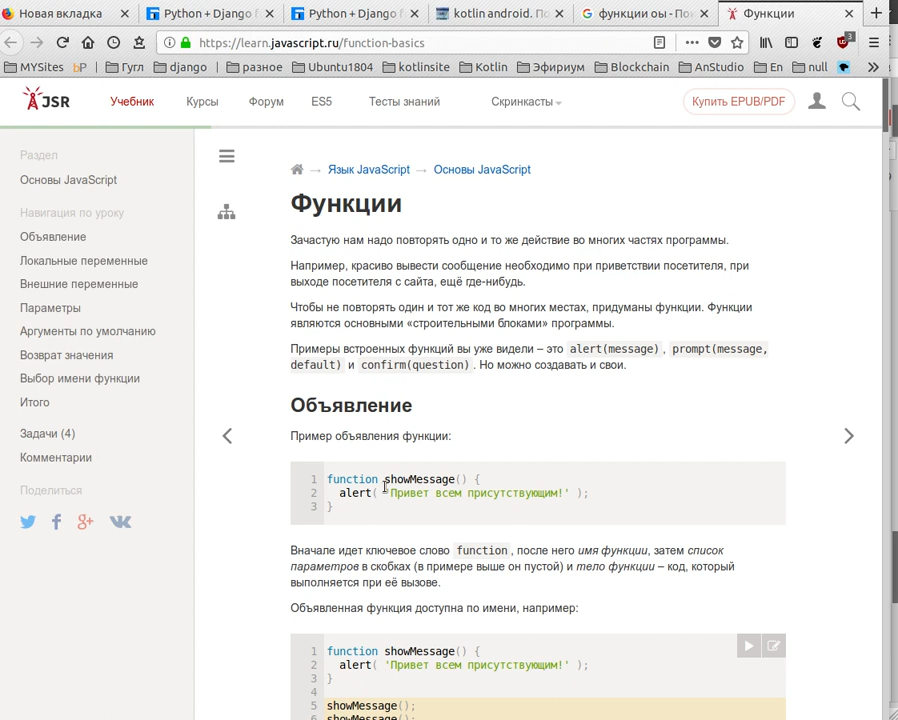 Новая вкладка
Python + Django f
Python + Django f
kotlin android. По
функции оы - Пои
Функции
https://learn.javascript.ru/function-basics
3
MYSites
bP
Гугл
django
разное
Ubuntu1804
kotlinsite
Kotlin
Эфириум
Blockchain
AnStudio
En
null
JSR
Учебник
Курсы
Форум
ES5
Тесты знаний
Скринкасты
Купить EPUB/PDF
Раздел
Основы JavaScript
Навигация по уроку
Объявление
Локальные переменные
Внешние переменные
Параметры
Аргументы по умолчанию
Возврат значения
Выбор имени функции
Итого
Задачи (4)
Комментарии
Поделиться
→ Язык JavaScript → Основы JavaScript
Функции
Зачастую нам надо повторять одно и то же действие во многих частях программы.
Например, красиво вывести сообщение необходимо при приветствии посетителя, при
выходе посетителя с сайта, ещё где-нибудь.
Чтобы не повторять один и тот же код во многих местах, придуманы функции. Функции
являются основными «строительными блоками» программы.
Примеры встроенных функций вы уже видели – это alert(message), prompt(message,
default) и confirm(question). Но можно создавать и свои.
Объявление
Пример объявления функции:
1 function showMessage() {
2 alert( 'Привет всем присутствующим!' );
3 }
Вначале идет ключевое слово function, после него имя функции, затем список
параметров в скобках (в примере выше он пустой) и тело функции – код, который
выполняется при её вызове.
Объявленная функция доступна по имени, например:
1 function showMessage() {
2 alert( 'Привет всем присутствующим!' );
3 }
4
5 showMessage();
6 showMessage();